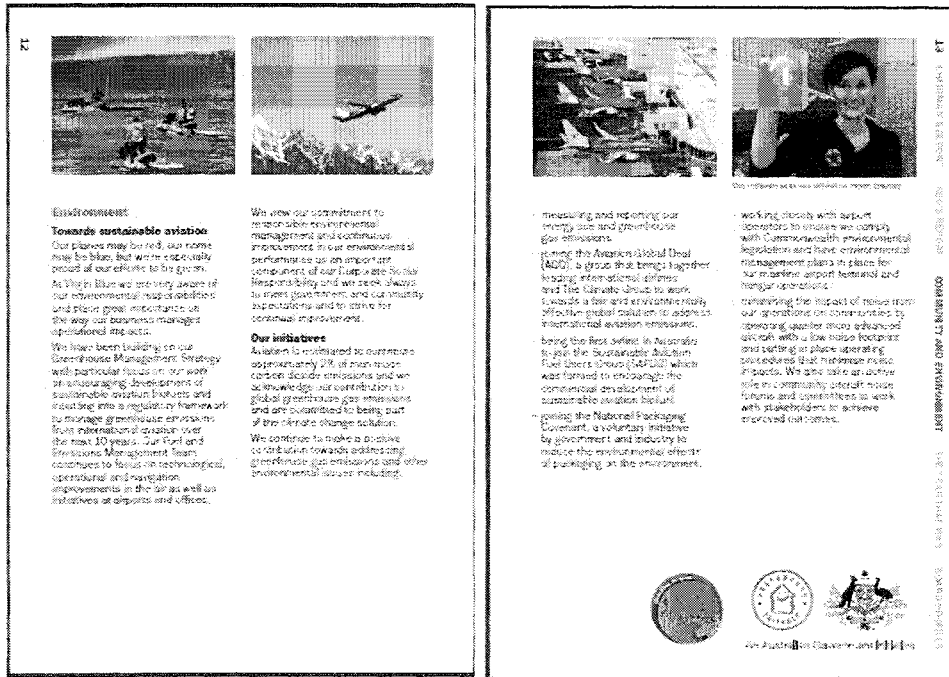 12
Environment
Towards sustainable aviation
Our planes may be red, our name
may be blue, but we're especially
proud of our efforts to be green.
At Virgin Blue we are very aware of
our environmental responsibilities
and place great importance on
the way our business manages
operational impacts.
We have been building on our
Greenhouse Management Strategy
with particular focus on our work
on encouraging development of
sustainable aviation biofuels and
inputting into a regulatory framework
to manage greenhouse emissions
from international aviation over
the next 10 years. Our Fuel and
Emissions Management Team
continues to focus on technological,
operational and navigation
improvements in the air as well as
initiatives at airports and offices.
We view our commitment to
responsible environmental
management and continuous
improvement in our environmental
performance as an important
component of our Corporate Social
Responsibility and we seek always
to meet government and community
expectations and to strive for
continual improvement.
Our initiatives
Aviation is estimated to contribute
approximately 2% of man-made
carbon dioxide emissions and we
acknowledge our contribution to
global greenhouse gas emissions
and are committed to being part
of the climate change solution.
We continue to make a positive
contribution towards addressing
greenhouse gas emissions and other
environmental issues including:
13
- measuring and reporting our
energy use and greenhouse
gas emissions.
- joining the Aviation Global Deal
(AGD), a group that brings together
leading international airlines
and The Climate Group to work
towards a fair and environmentally
effective global solution to address
international aviation emissions.
- being the first airline in Australia
to join the Sustainable Aviation
Fuel Users Group (SAFUG) which
was formed to encourage the
commercial development of
sustainable aviation biofuel.
- joining the National Packaging
Covenant, a voluntary initiative
by government and industry to
reduce the environmental effects
of packaging on the environment.
- working closely with airport
operators to ensure we comply
with Commonwealth environmental
legislation and have environmental
management plans in place for
our mainline airport terminal and
hangar operations.
- minimising the impact of noise from
our operations on communities by
operating quieter more advanced
aircraft with a low noise footprint
and putting in place operating
procedures that minimise noise
impacts. We also take an active
role in community aircraft noise
forums and committees to work
with stakeholders to achieve
improved outcomes.
COMMUNITY AND ENVIRONMENT
An Australian Government Initiative